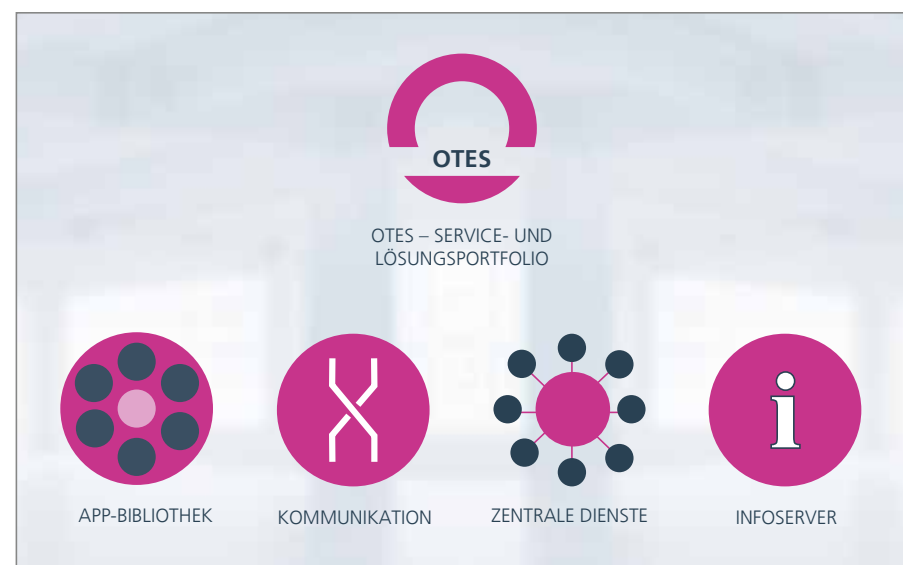 OTES
OTES – SERVICE- UND
LÖSUNGSPORTFOLIO
APP-BIBLIOTHEK
KOMMUNIKATION
ZENTRALE DIENSTE
INFOSERVER